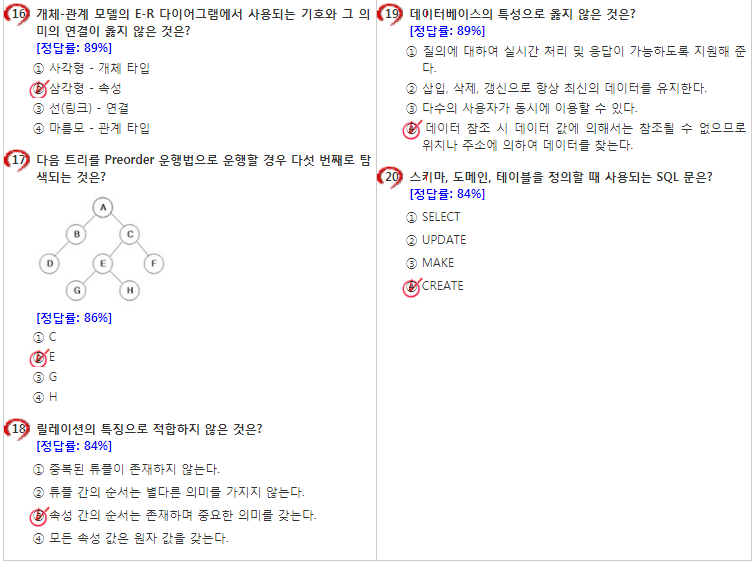 16 개체-관계 모델의 E-R 다이어그램에서 사용되는 기호와 그 의
미의 연결이 옳지 않은 것은?
[정답률: 89%]
① 사각형 - 개체 타입
② 삼각형 - 속성
③ 선(링크) - 연결
④ 마름모 - 관계 타입
17 다음 트리를 Preorder 운행법으로 운행할 경우 다섯 번째로 탐
색되는 것은?
A
B C
D E F
G H
[정답률: 86%]
① C
② E
③ G
④ H
18 릴레이션의 특징으로 적합하지 않은 것은?
[정답률: 84%]
① 중복된 튜플이 존재하지 않는다.
② 튜플 간의 순서는 별다른 의미를 가지지 않는다.
③ 속성 간의 순서는 존재하며 중요한 의미를 갖는다.
④ 모든 속성 값은 원자 값을 갖는다.
19 데이터베이스의 특성으로 옳지 않은 것은?
[정답률: 89%]
① 질의에 대하여 실시간 처리 및 응답이 가능하도록 지원해 준
다.
② 삽입, 삭제, 갱신으로 항상 최신의 데이터를 유지한다.
③ 다수의 사용자가 동시에 이용할 수 있다.
④ 데이터 참조 시 데이터 값에 의해서는 참조될 수 없으므로
위치나 주소에 의하여 데이터를 찾는다.
20 스키마, 도메인, 테이블을 정의할 때 사용되는 SQL 문은?
[정답률: 84%]
① SELECT
② UPDATE
③ MAKE
④ CREATE